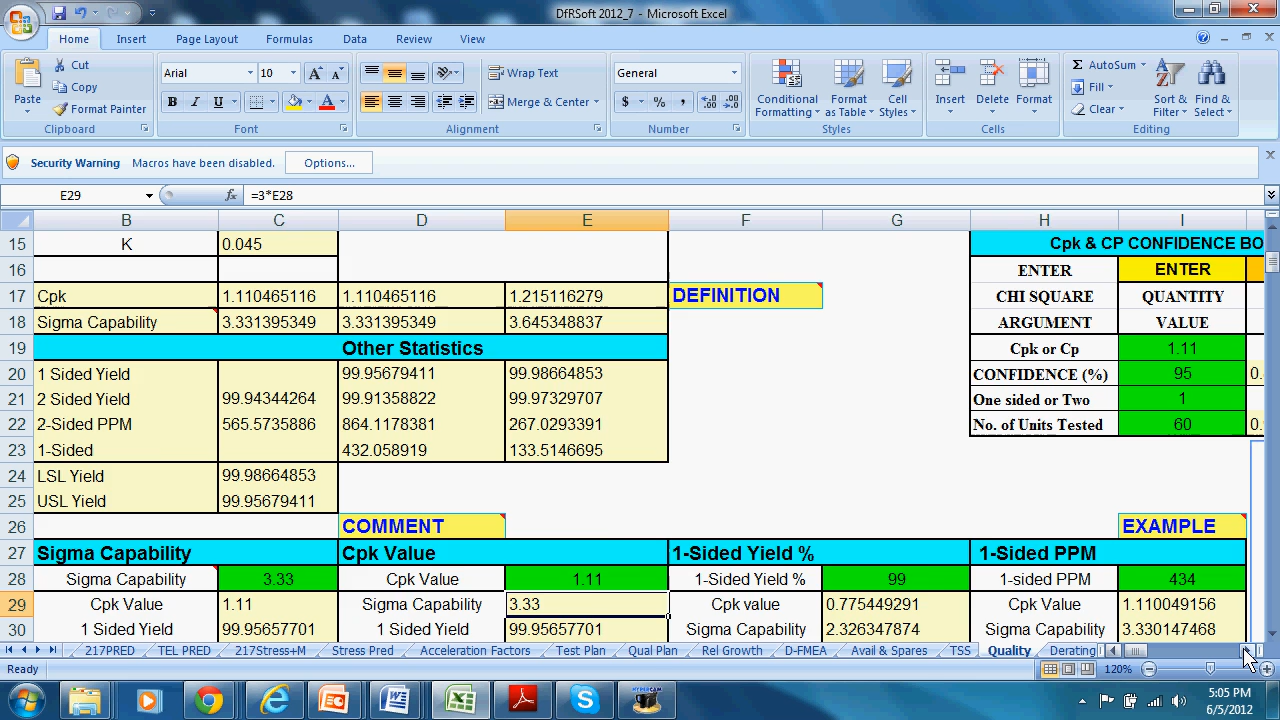 DfRSoft 2012_7 - Microsoft Excel
Home Insert Page Layout Formulas Data Review View
Paste Cut Copy Format Painter
Clipboard
Arial 10
B I U
Font
Wrap Text
Merge & Center
Alignment
General
$ % ,
Number
Conditional Formatting Format as Table Cell Styles
Styles
Insert Delete Format
Cells
AutoSum Fill Clear
Sort & Filter Find & Select
Editing
Security Warning Macros have been disabled. Options...
E29 fx =3*E28
B C D E F G H I
15 K 0.045 Cpk & CP CONFIDENCE BO
16 ENTER ENTER
17 Cpk 1.110465116 1.110465116 1.215116279 DEFINITION CHI SQUARE QUANTITY
18 Sigma Capability 3.331395349 3.331395349 3.645348837 ARGUMENT VALUE
19 Other Statistics Cpk or Cp 1.11
20 1 Sided Yield 99.95679411 99.98664853 CONFIDENCE (%) 95 0.
21 2 Sided Yield 99.94344264 99.91358822 99.97329707 One sided or Two 1
22 2-Sided PPM 565.5735886 864.1178381 267.0293391 No. of Units Tested 60 0.
23 1-Sided 432.058919 133.5146695
24 LSL Yield 99.98664853
25 USL Yield 99.95679411
26 COMMENT EXAMPLE
27 Sigma Capability Cpk Value 1-Sided Yield % 1-Sided PPM
28 Sigma Capability 3.33 Cpk Value 1.11 1-Sided Yield % 99 1-sided PPM 434
29 Cpk Value 1.11 Sigma Capability 3.33 Cpk value 0.775449291 Cpk Value 1.110049156
30 1 Sided Yield 99.95657701 1 Sided Yield 99.95657701 Sigma Capability 2.326347874 Sigma Capability 3.330147468
217PRED TEL PRED 217Stress+M Stress Pred Acceleration Factors Test Plan Qual Plan Rel Growth D-FMEA Avail & Spares TSS Quality Derating
Ready 120%
5:05 PM
6/5/2012